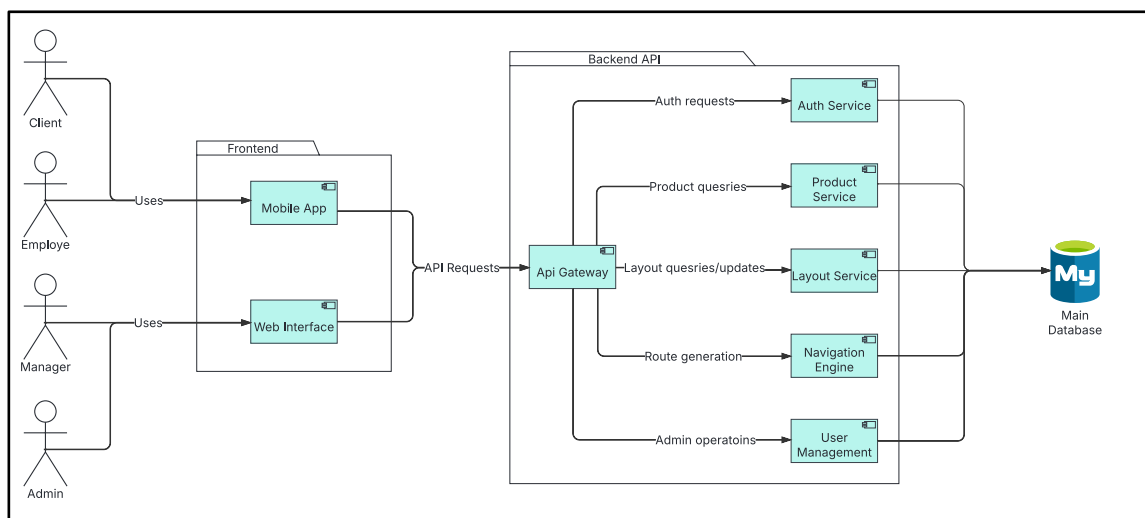 Client
Employe
Manager
Admin
Uses
Uses
Frontend
Mobile App
Web Interface
API Requests
Backend API
Api Gateway
Auth requests
Product quesries
Layout quesries/updates
Route generation
Admin operatoins
Auth Service
Product
Service
Layout Service
Navigation
Engine
User
Management
My
Main
Database